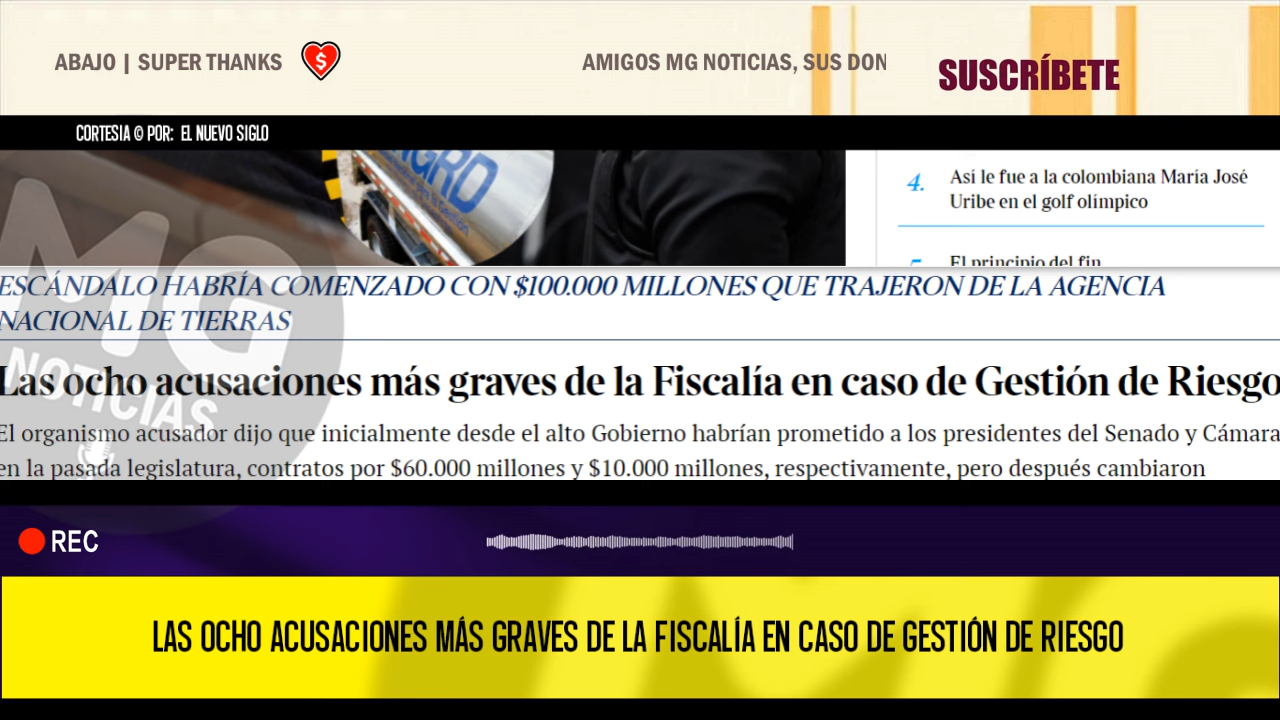 ABAJO | SUPER THANKS
AMIGOS MG NOTICIAS, SUS DON
SUSCRÍBETE
CORTESIA © POR: EL NUEVO SIGLO
4. Así le fue a la colombiana María José
Uribe en el golf olímpico
El principio del fin
ESCÁNDALO HABRÍA COMENZADO CON $100.000 MILLONES QUE TRAJERON DE LA AGENCIA
NACIONAL DE TIERRAS
Las ocho acusaciones más graves de la Fiscalía en caso de Gestión de Riesgo
El organismo acusador dijo que inicialmente desde el alto Gobierno habrían prometido a los presidentes del Senado y Cámara
en la pasada legislatura, contratos por $60.000 millones y $10.000 millones, respectivamente, pero después cambiaron
MG
NOTICIAS
REC
LAS OCHO ACUSACIONES MÁS GRAVES DE LA FISCALÍA EN CASO DE GESTIÓN DE RIESGO